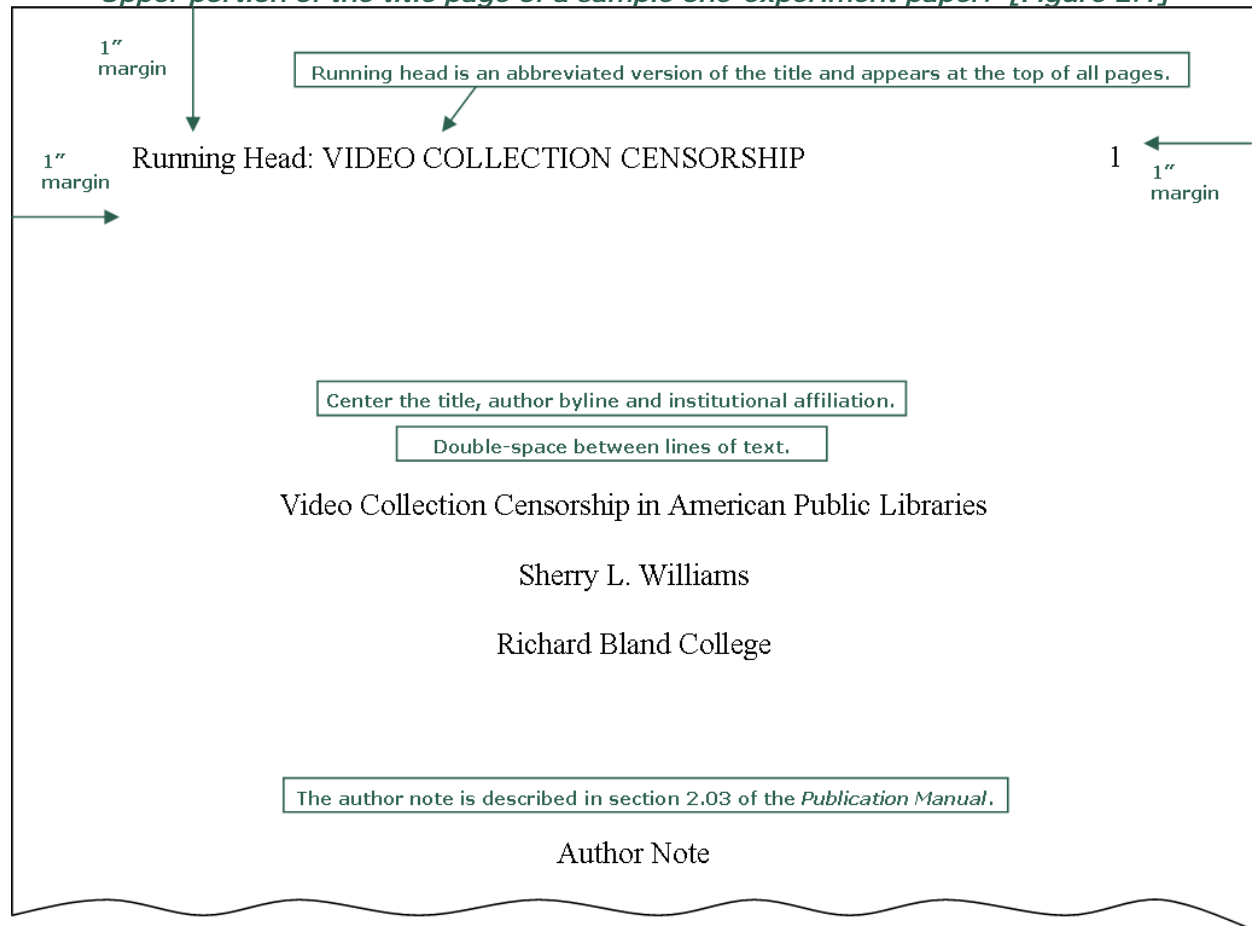 Upper portion of the title page of a sample one-experiment paper. [Figure 2.1]
1″
margin
Running head is an abbreviated version of the title and appears at the top of all pages.
Running Head: VIDEO COLLECTION CENSORSHIP 1
1″
margin
1″
margin
Center the title, author byline and institutional affiliation.
Double-space between lines of text.
Video Collection Censorship in American Public Libraries
Sherry L. Williams
Richard Bland College
The author note is described in section 2.03 of the Publication Manual.
Author Note